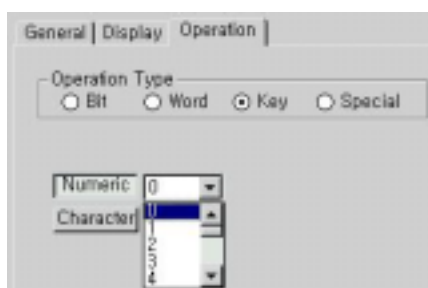 General Display Operation
Operation Type
Bit Word Key Special
Numeric 0
0
Character 1
2
3
4